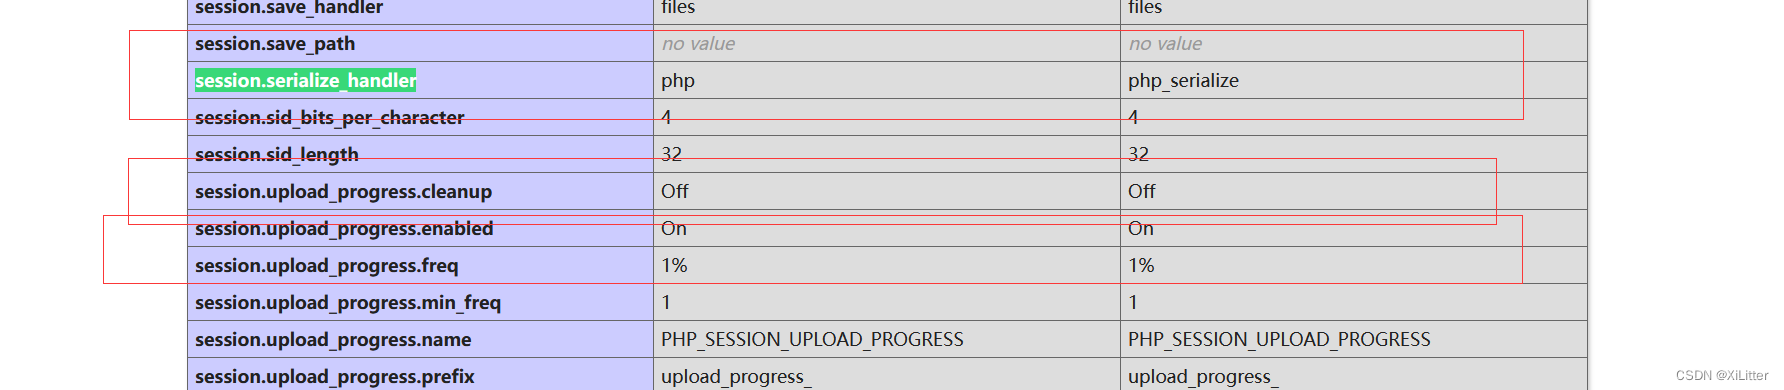 session.save_handler files files
session.save_path no value no value
session.serialize_handler php php_serialize
session.sid_bits_per_character 4 4
session.sid_length 32 32
session.upload_progress.cleanup Off Off
session.upload_progress.enabled On On
session.upload_progress.freq 1% 1%
session.upload_progress.min_freq 1 1
session.upload_progress.name PHP_SESSION_UPLOAD_PROGRESS PHP_SESSION_UPLOAD_PROGRESS
session.upload_progress.prefix upload_progress_ upload_progress_
CSDN @XiLitter